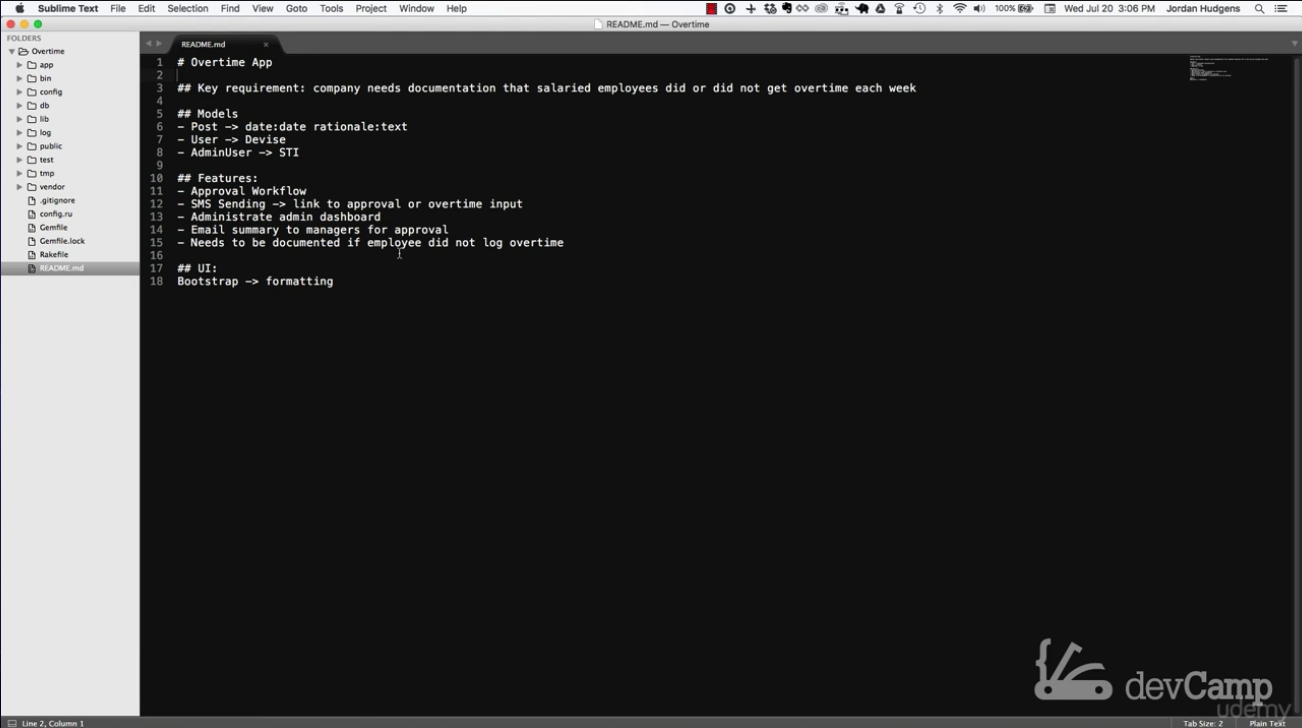 Sublime Text File Edit Selection Find View Goto Tools Project Window Help 100% Wed Jul 20 3:06 PM Jordan Hudgens
README.md — Overtime
FOLDERS
Overtime
app
bin
config
db
lib
log
public
test
tmp
vendor
.gitignore
config.ru
Gemfile
Gemfile.lock
Rakefile
README.md
README.md
1 # Overtime App
2
3 ## Key requirement: company needs documentation that salaried employees did or did not get overtime each week
4
5 ## Models
6 - Post -> date:date rationale:text
7 - User -> Devise
8 - AdminUser -> STI
9
10 ## Features:
11 - Approval Workflow
12 - SMS Sending -> link to approval or overtime input
13 - Administrate admin dashboard
14 - Email summary to managers for approval
15 - Needs to be documented if employee did not log overtime
16
17 ## UI:
18 Bootstrap -> formatting
devCamp
udemy
Line 2, Column 1 Tab Size: 2 Plain Text